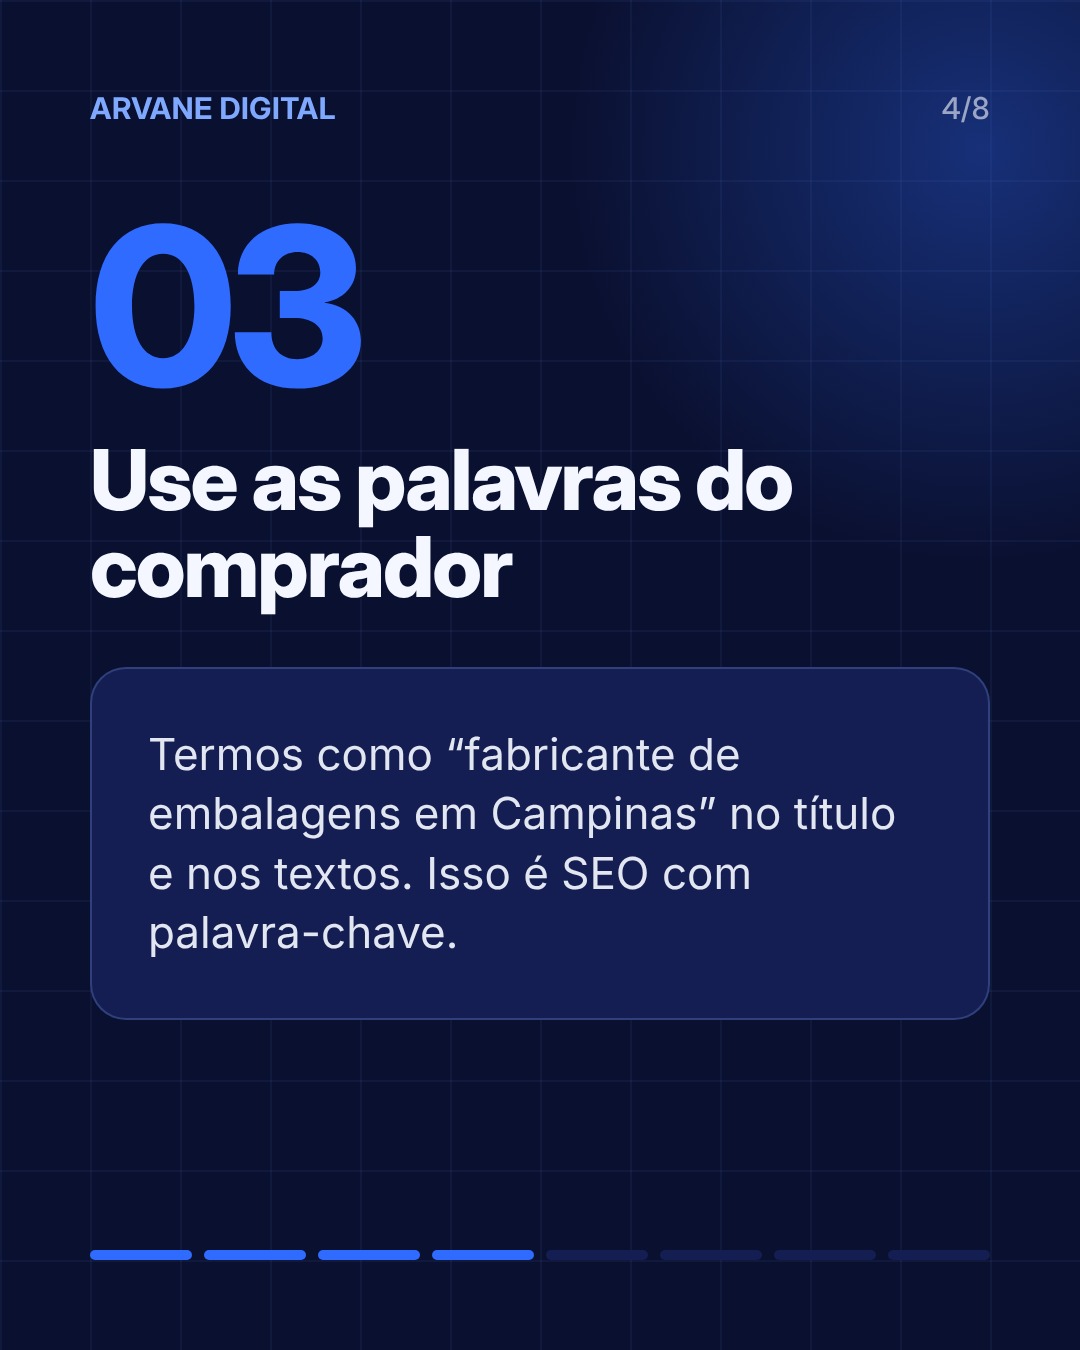 ARVANE DIGITAL
4/8
03
Use as palavras do
comprador
Termos como “fabricante de
embalagens em Campinas” no título
e nos textos. Isso é SEO com
palavra-chave.